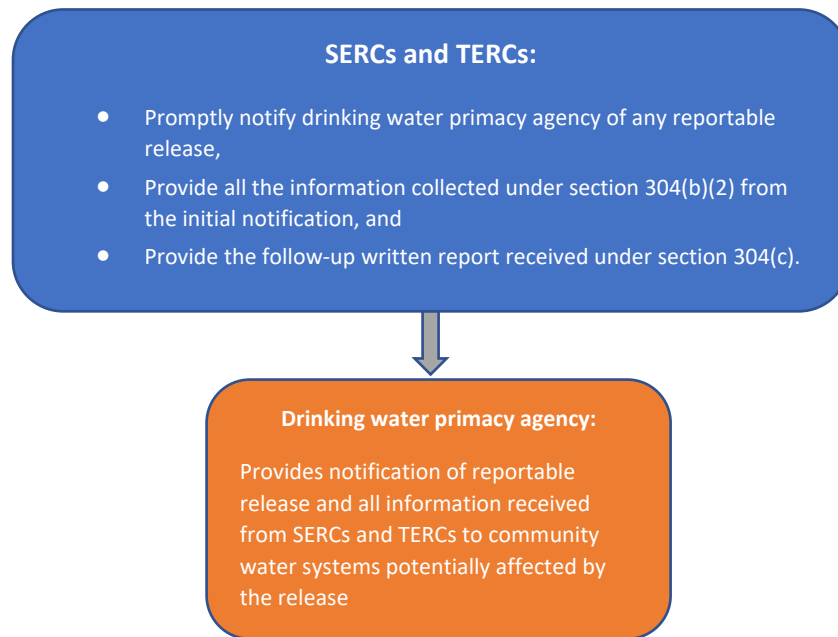 SERCs and TERCs:
● Promptly notify drinking water primacy agency of any reportable
release,
● Provide all the information collected under section 304(b)(2) from
the initial notification, and
● Provide the follow-up written report received under section 304(c).
Drinking water primacy agency:
Provides notification of reportable
release and all information received
from SERCs and TERCs to community
water systems potentially affected by
the release